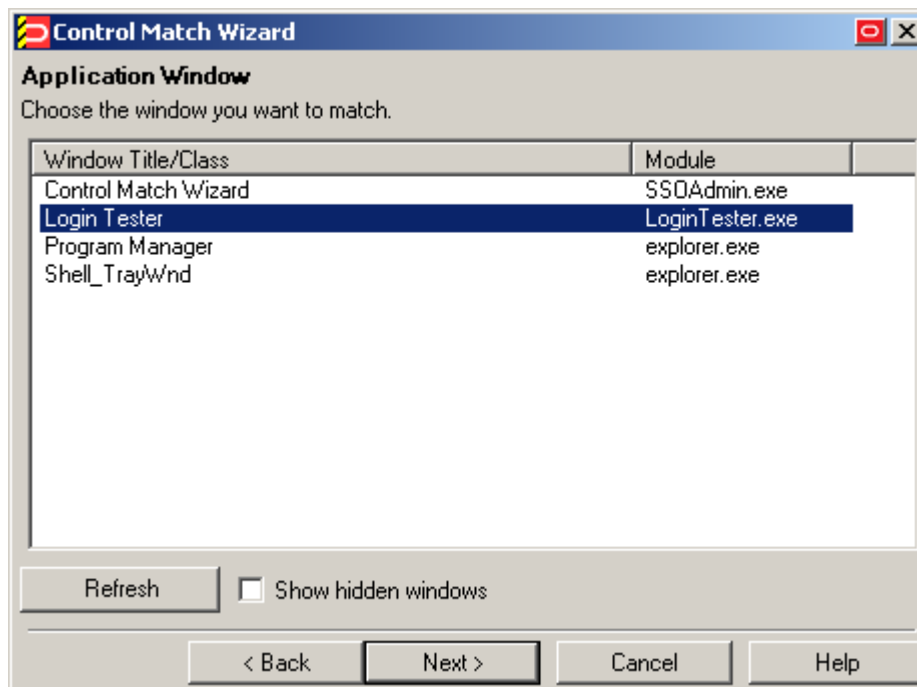 Control Match Wizard
Application Window
Choose the window you want to match.
Window Title/Class Module
Control Match Wizard SSOAdmin.exe
Login Tester LoginTester.exe
Program Manager explorer.exe
Shell_TrayWnd explorer.exe
Refresh Show hidden windows
< Back Next > Cancel Help